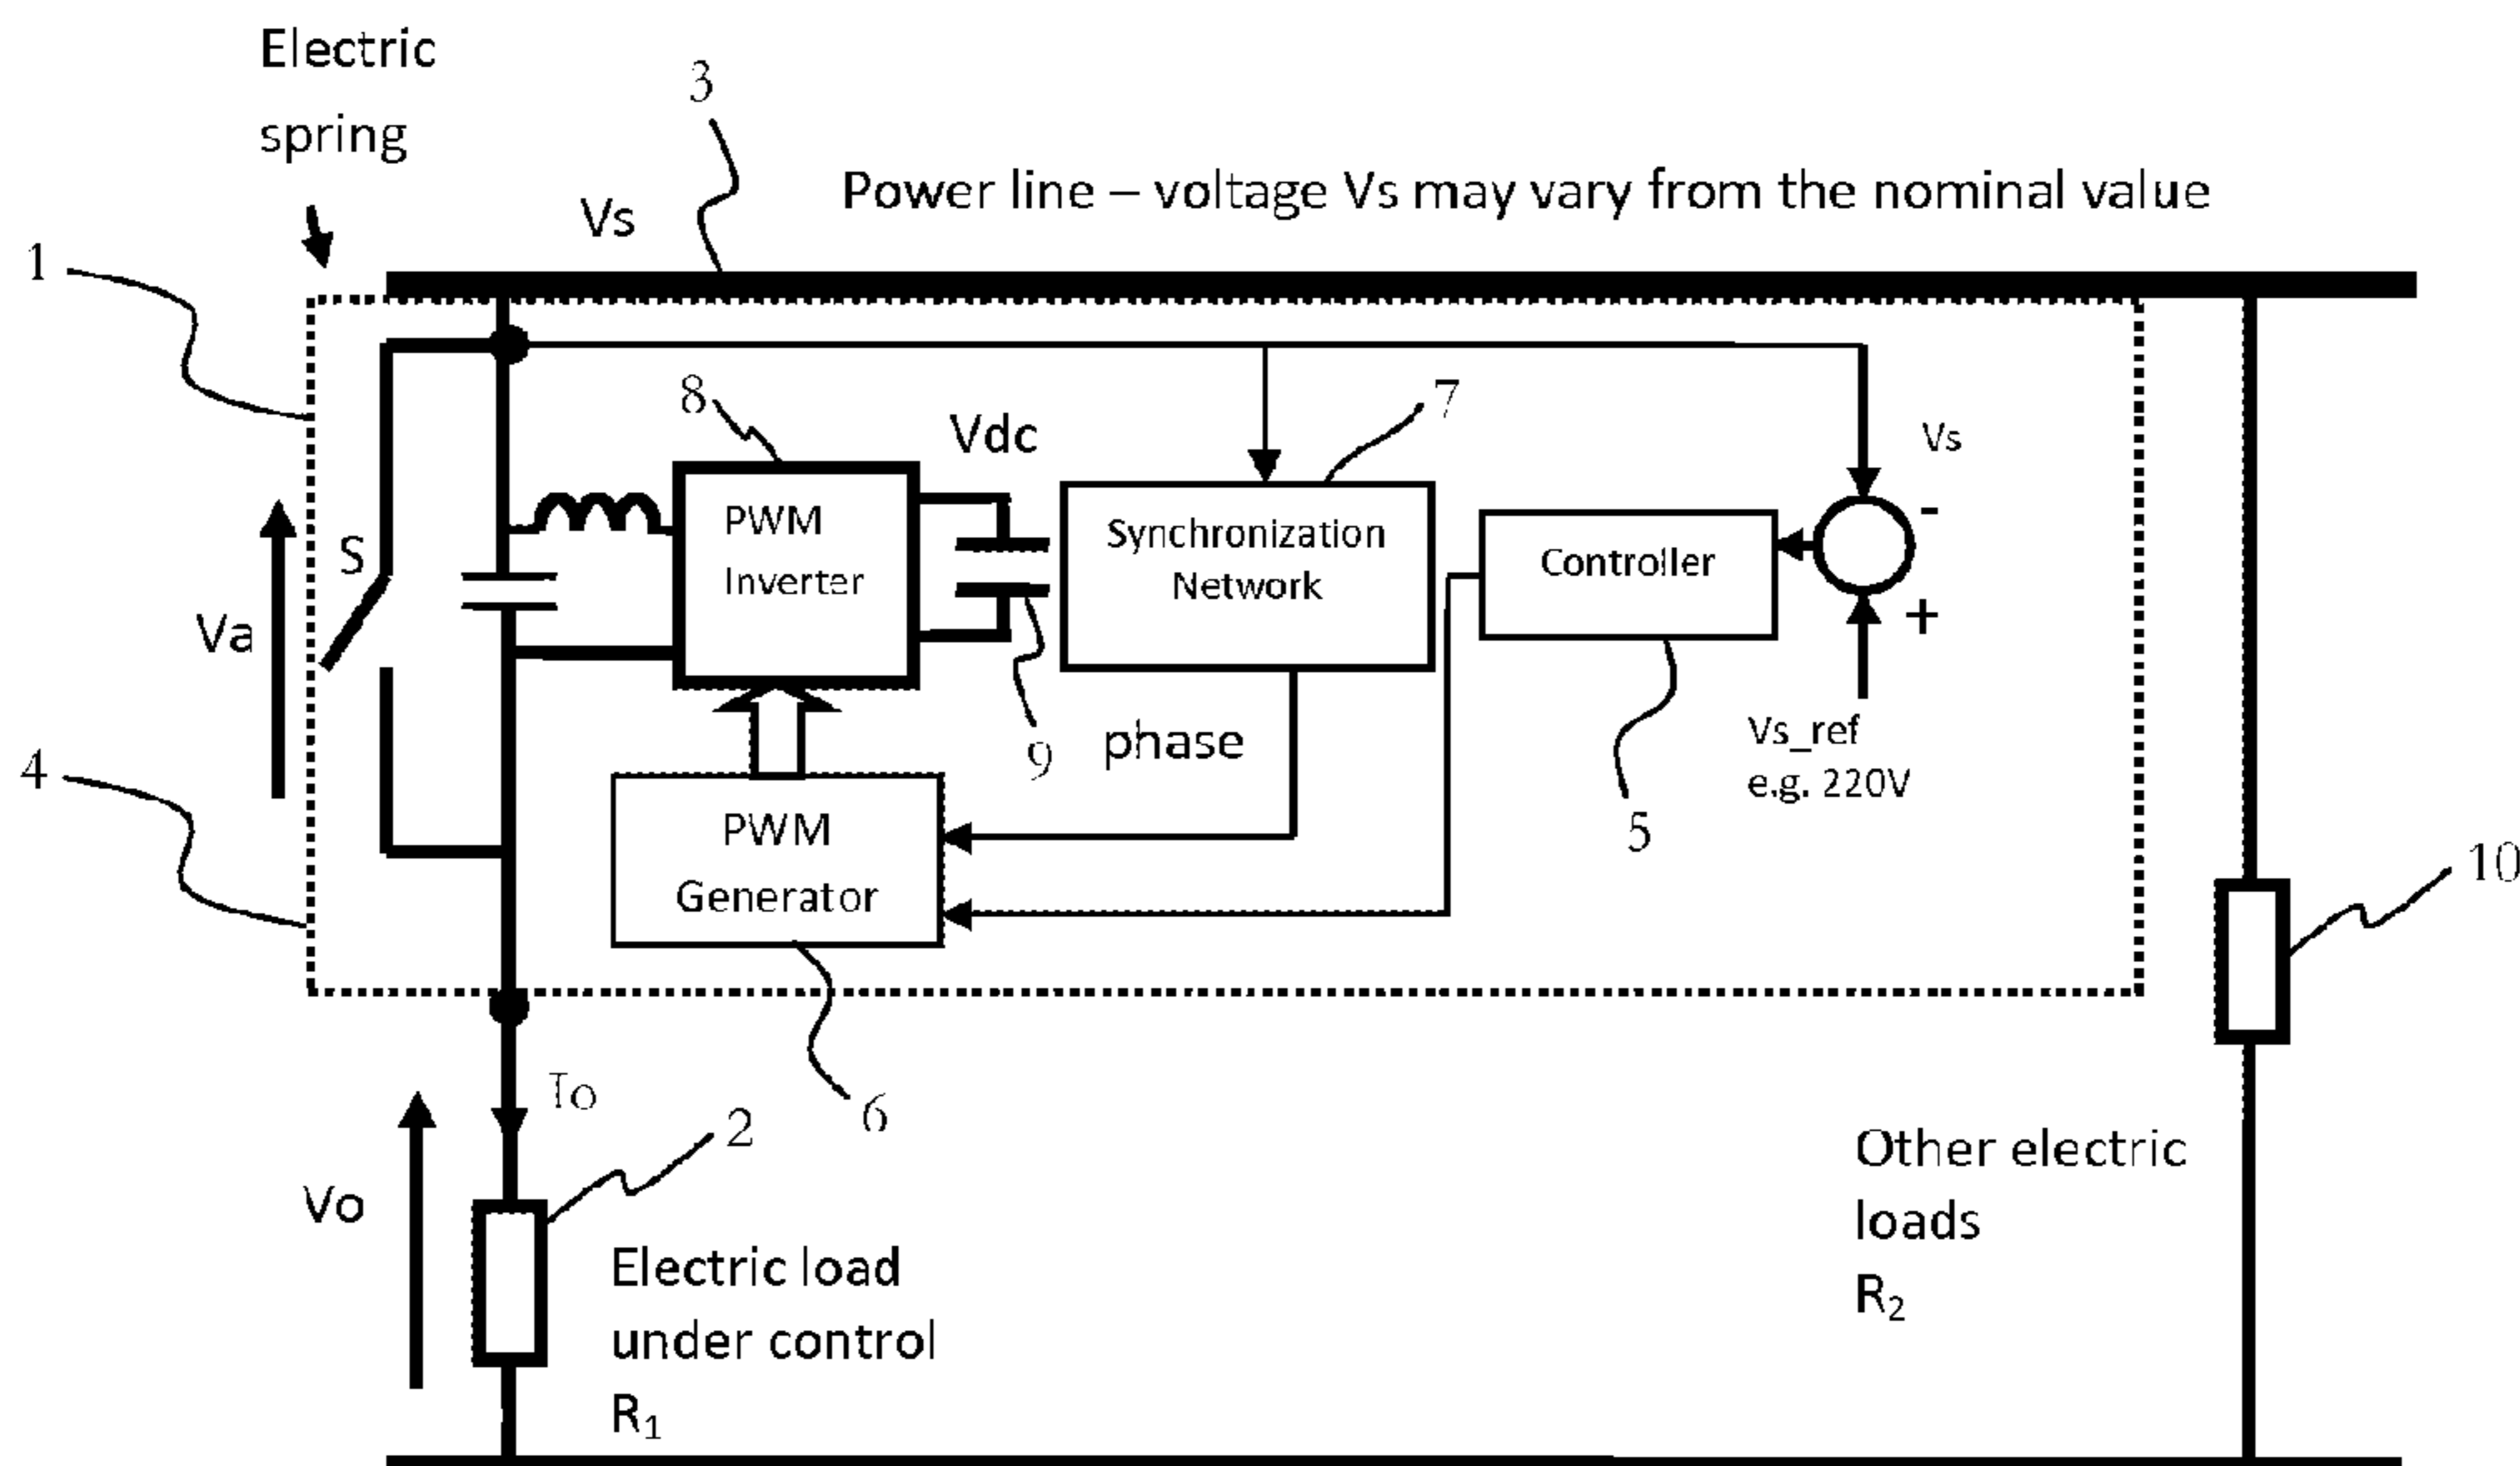 Electric
spring
3
Power line – voltage Vs may vary from the nominal value
Vs
1
8
7
Vdc
Vs
-
PWM
Inverter
Synchronization
Network
Controller
S
+
Va
9
phase
Vs_ref
e.g. 220V
4
5
PWM
Generator
10
To
6
2
Vo
Electric load
under control
R1
Other electric
loads
R2